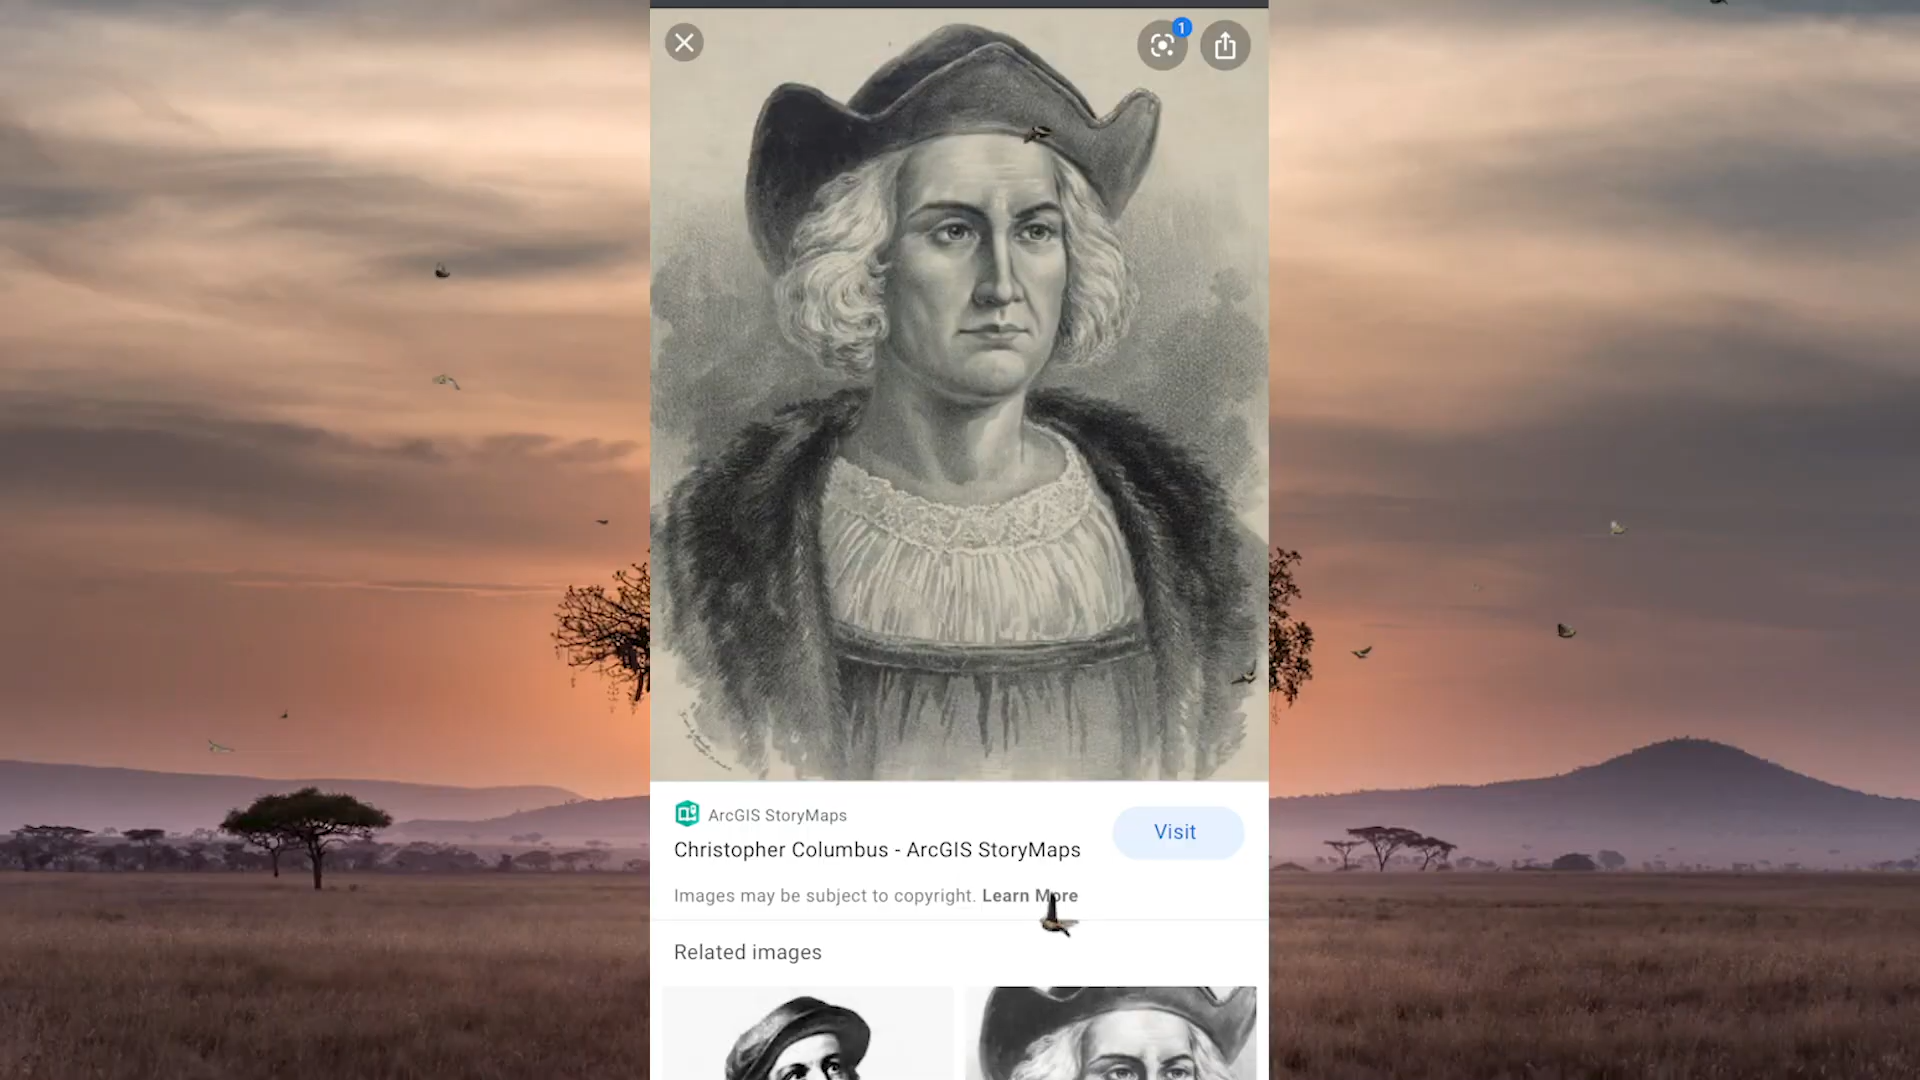 1
ArcGIS StoryMaps
Christopher Columbus - ArcGIS StoryMaps
Visit
Images may be subject to copyright. Learn More
Related images